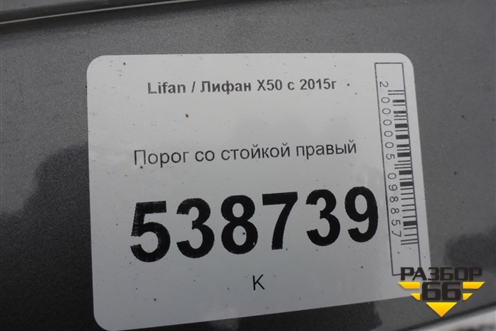 Lifan / Лифан X50 с 2015г
Порог со стойкой правый
538739
K
2000005098857
РАЗБОР
66